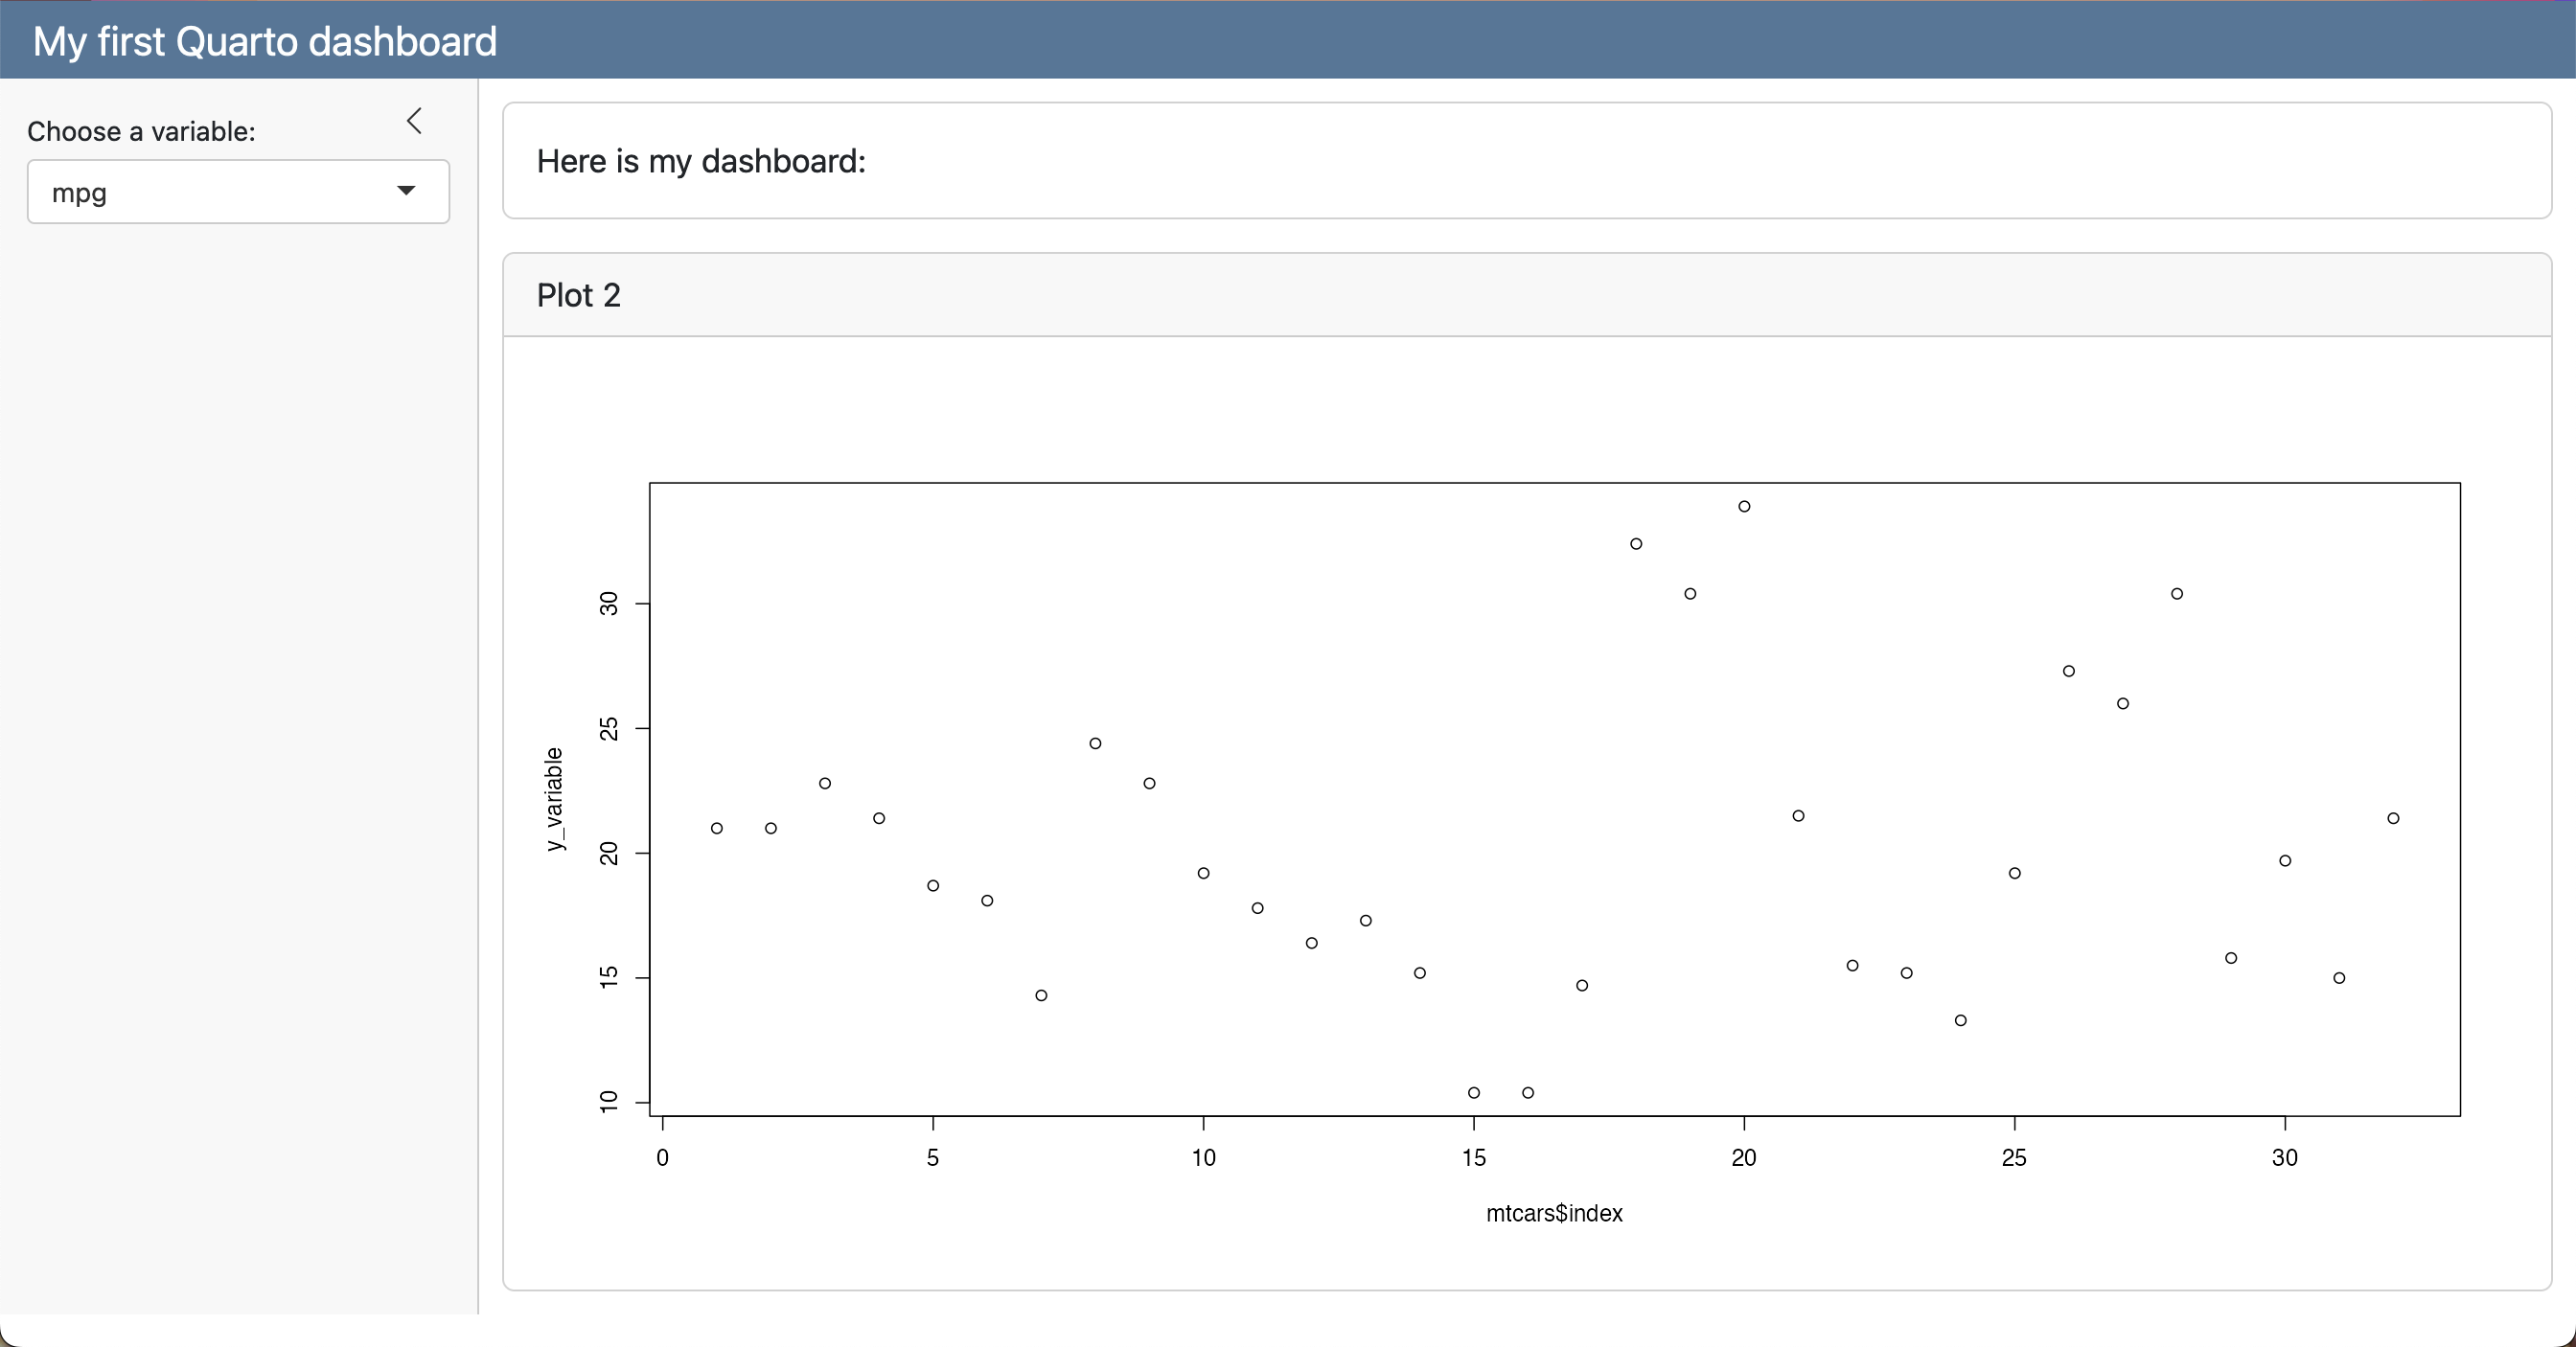 My first Quarto dashboard
Choose a variable:
mpg
Here is my dashboard:
Plot 2
30
25
20
15
10
y_variable
0 5 10 15 20 25 30
mtcars$index